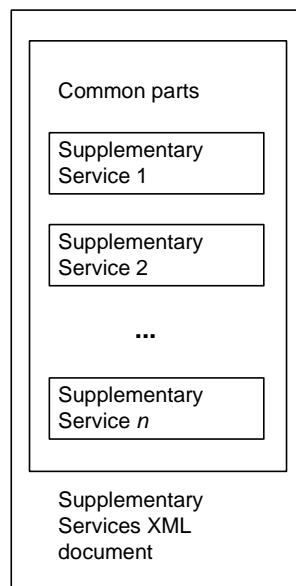 Common parts
Supplementary
Service 1
Supplementary
Service 2
...
Supplementary
Service n
Supplementary
Services XML
document